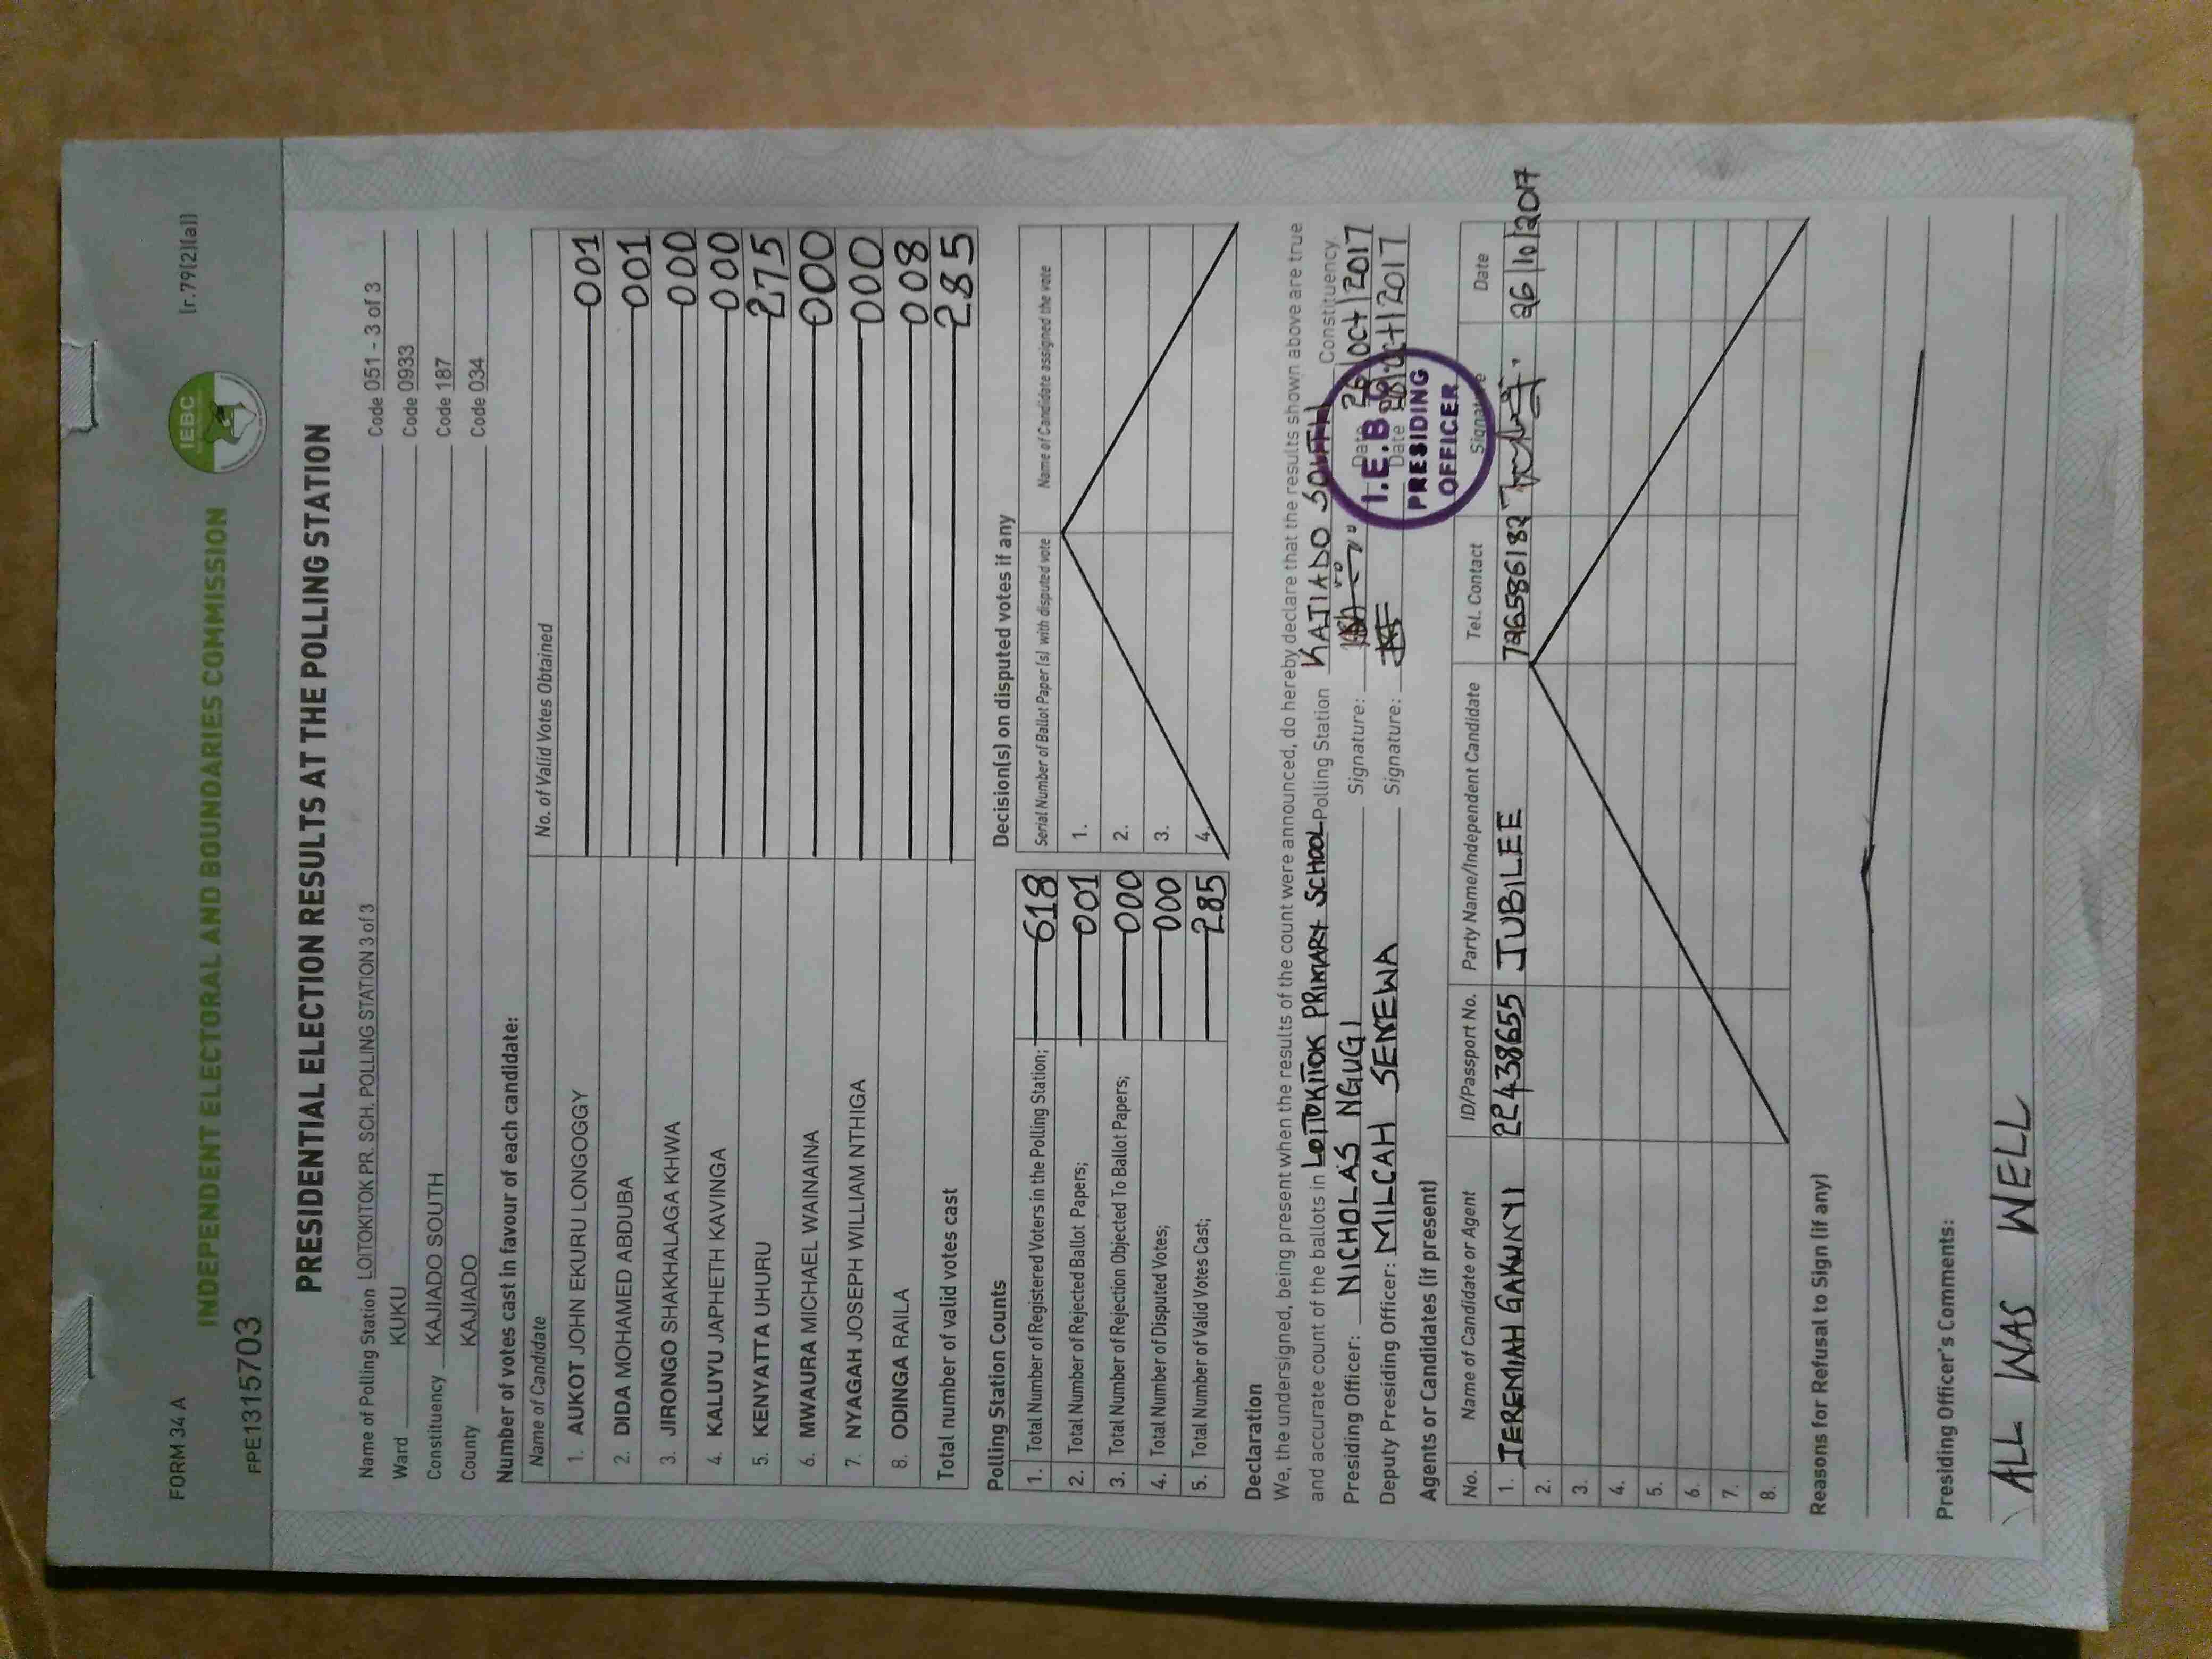 FORM 34 A
[r.79(2)(a)]
INDEPENDENT ELECTORAL AND BOUNDARIES COMMISSION
IEBC
FPE1315703
PRESIDENTIAL ELECTION RESULTS AT THE POLLING STATION
Name of Polling Station LOITOKITOK PR. SCH. POLLING STATION 3 of 3 Code 051 - 3 of 3
Ward KUKU Code 0933
Constituency KAJIADO SOUTH Code 187
County KAJIADO Code 034
Number of votes cast in favour of each candidate:
Name of Candidate No. of Valid Votes Obtained
1. AUKOT JOHN EKURU LONGOGGY 001
2. DIDA MOHAMED ABDUBA 001
3. JIRONGO SHAKHALAGA KHWA 000
4. KALUYU JAPHETH KAVINGA 000
5. KENYATTA UHURU 275
6. MWAURA MICHAEL WAINAINA 000
7. NYAGAH JOSEPH WILLIAM NTHIGA 000
8. ODINGA RAILA 008
Total number of valid votes cast 285
Polling Station Counts
1. Total Number of Registered Voters in the Polling Station; 618
2. Total Number of Rejected Ballot Papers; 001
3. Total Number of Rejection Objected To Ballot Papers; 000
4. Total Number of Disputed Votes; 000
5. Total Number of Valid Votes Cast; 285
Decision(s) on disputed votes if any
Serial Number of Ballot Paper (s) with disputed vote Name of Candidate assigned the vote
1.
2.
3.
4.
Declaration
We, the undersigned, being present when the results of the count were announced, do hereby declare that the results shown above are true
and accurate count of the ballots in LOITOKITOK PRIMARY SCHOOL Polling Station KAJIADO SOUTH Constituency.
Presiding Officer: NICHOLAS NGUGI Signature: Date 26/OCT/2017
Deputy Presiding Officer: MILCAH SENEWA Signature: Date /OCT/2017
I.E.B.C
PRESIDING
OFFICER
Agents or Candidates (if present)
No. Name of Candidate or Agent ID/Passport No. Party Name/Independent Candidate Tel. Contact Signature Date
1. JEREMIAH GAKNYI 22438655 JUBILEE 726586182 26/10/2017
2.
3.
4.
5.
6.
7.
8.
Reasons for Refusal to Sign (if any)
Presiding Officer's Comments:
ALL WAS WELL